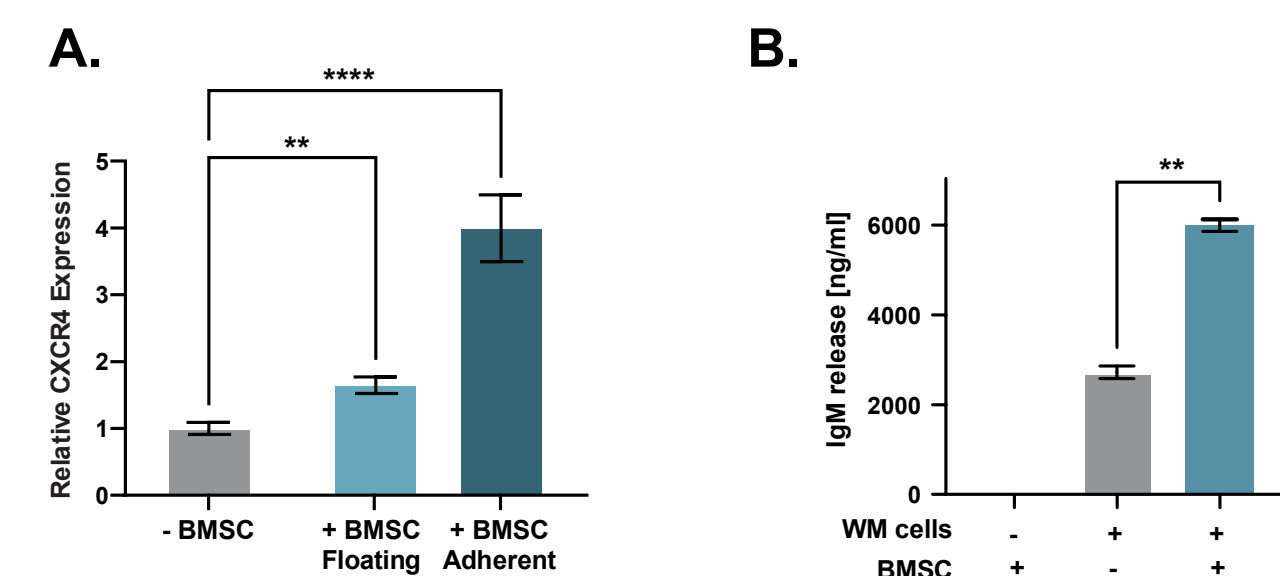 A.
****
**
5
4
3
2
1
0
Relative CXCR4 Expression
- BMSC
+ BMSC Floating
+ BMSC Adherent
B.
**
6000
4000
2000
0
IgM release [ng/ml]
WM cells - + +
BMSC + - +